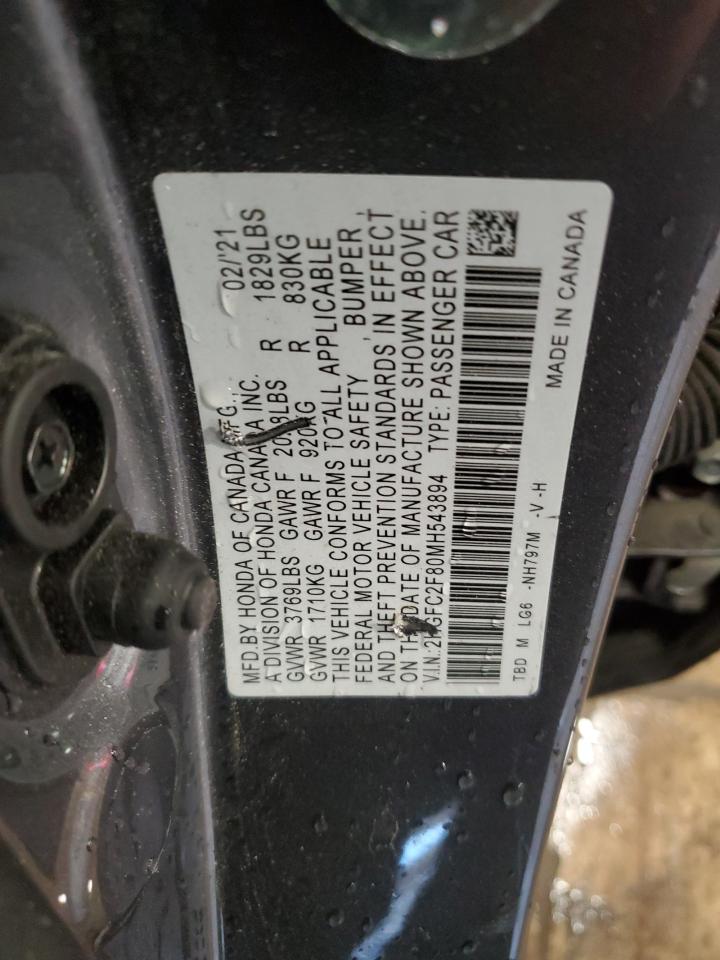 MFD.BY HONDA OF CANADA 02/'21
A DIVISION OF HONDA CANADA INC.
GVWR 3769LBS GAWR F R 1829LBS
GVWR 1710KG GAWR F 920KG R 830KG
THIS VEHICLE CONFORMS TO ALL APPLICABLE
FEDERAL MOTOR VEHICLE SAFETY , BUMPER ,
AND THEFT PREVENTION STANDARDS IN EFFECT
ON THE DATE OF MANUFACTURE SHOWN ABOVE.
V.I.N.:2HGFC2F80MH543894 TYPE: PASSENGER CAR
TBD M LG6 -NH797M -V -H MADE IN CANADA